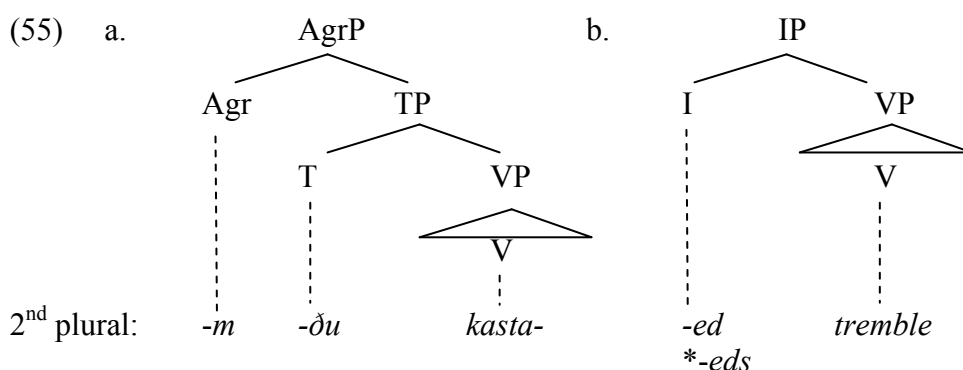 (55) a. AgrP b. IP
Agr TP I VP
T VP V
V
2nd plural: -m -ðu kasta- -ed tremble
*-eds